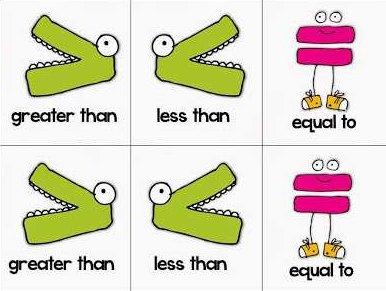 greater than
less than
equal to
greater than
less than
equal to